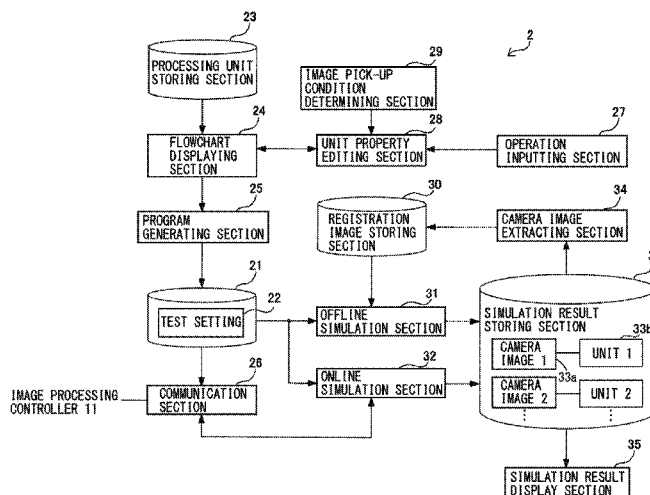 23
PROCESSING UNIT
STORING SECTION
29
IMAGE PICK-UP
CONDITION
DETERMINING SECTION
2
24
FLOWCHART
DISPLAYING
SECTION
28
UNIT PROPERTY
EDITING SECTION
27
OPERATION
INPUTTING SECTION
25
PROGRAM
GENERATING SECTION
30
REGISTRATION
IMAGE STORING
SECTION
34
CAMERA IMAGE
EXTRACTING SECTION
21
22
TEST SETTING
31
OFFLINE
SIMULATION SECTION
SIMULATION RESULT
STORING SECTION
33b
CAMERA
IMAGE 1
33a
UNIT 1
CAMERA
IMAGE 2
UNIT 2
32
ONLINE
SIMULATION SECTION
IMAGE PROCESSING
CONTROLLER 11
26
COMMUNICATION
SECTION
35
SIMULATION RESULT
DISPLAY SECTION